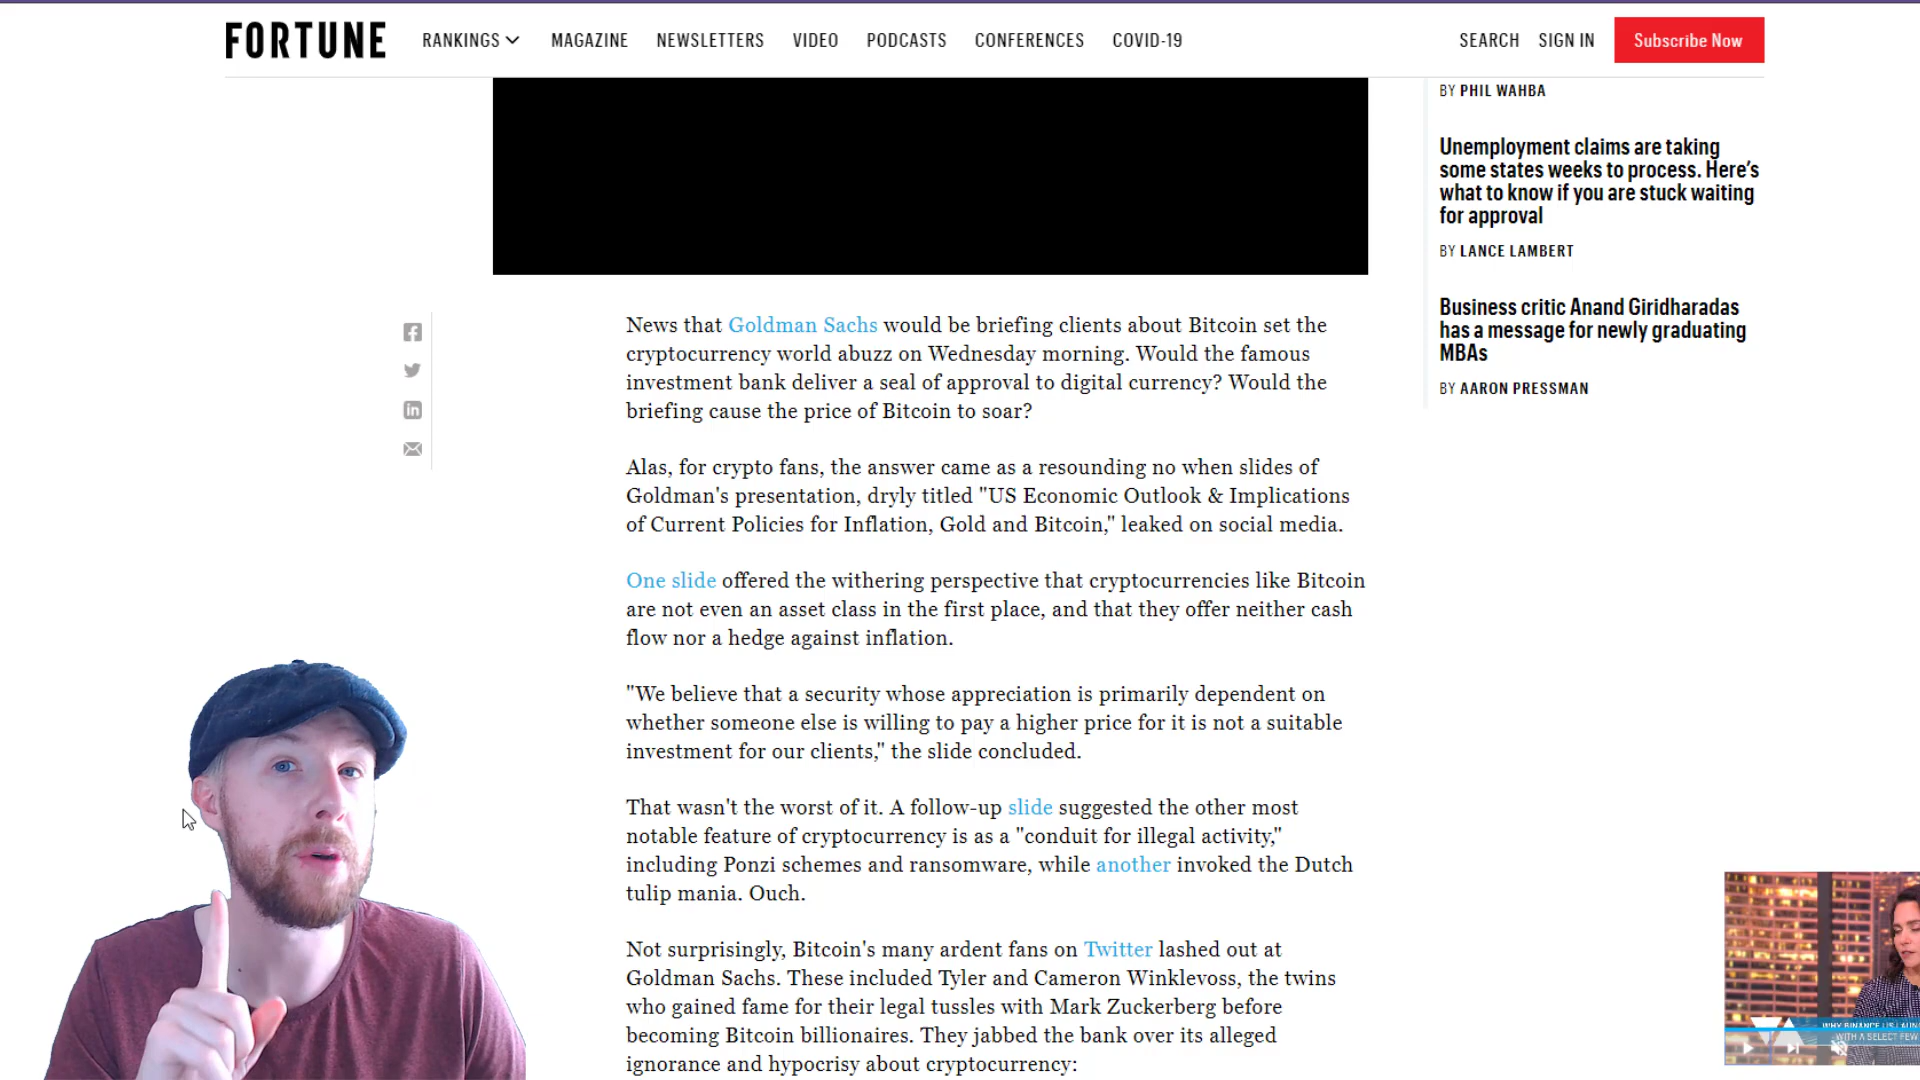 FORTUNE
RANKINGS MAGAZINE NEWSLETTERS VIDEO PODCASTS CONFERENCES COVID-19 SEARCH SIGN IN Subscribe Now
BY PHIL WAHBA
Unemployment claims are taking
some states weeks to process. Here's
what to know if you are stuck waiting
for approval
BY LANCE LAMBERT
Business critic Anand Giridharadas
has a message for newly graduating
MBAs
BY AARON PRESSMAN
News that Goldman Sachs would be briefing clients about Bitcoin set the
cryptocurrency world abuzz on Wednesday morning. Would the famous
investment bank deliver a seal of approval to digital currency? Would the
briefing cause the price of Bitcoin to soar?
Alas, for crypto fans, the answer came as a resounding no when slides of
Goldman's presentation, dryly titled "US Economic Outlook & Implications
of Current Policies for Inflation, Gold and Bitcoin," leaked on social media.
One slide offered the withering perspective that cryptocurrencies like Bitcoin
are not even an asset class in the first place, and that they offer neither cash
flow nor a hedge against inflation.
"We believe that a security whose appreciation is primarily dependent on
whether someone else is willing to pay a higher price for it is not a suitable
investment for our clients," the slide concluded.
That wasn't the worst of it. A follow-up slide suggested the other most
notable feature of cryptocurrency is as a "conduit for illegal activity,"
including Ponzi schemes and ransomware, while another invoked the Dutch
tulip mania. Ouch.
Not surprisingly, Bitcoin's many ardent fans on Twitter lashed out at
Goldman Sachs. These included Tyler and Cameron Winklevoss, the twins
who gained fame for their legal tussles with Mark Zuckerberg before
becoming Bitcoin billionaires. They jabbed the bank over its alleged
ignorance and hypocrisy about cryptocurrency:
WHY BINANCE US
WITH A SELECT FEW